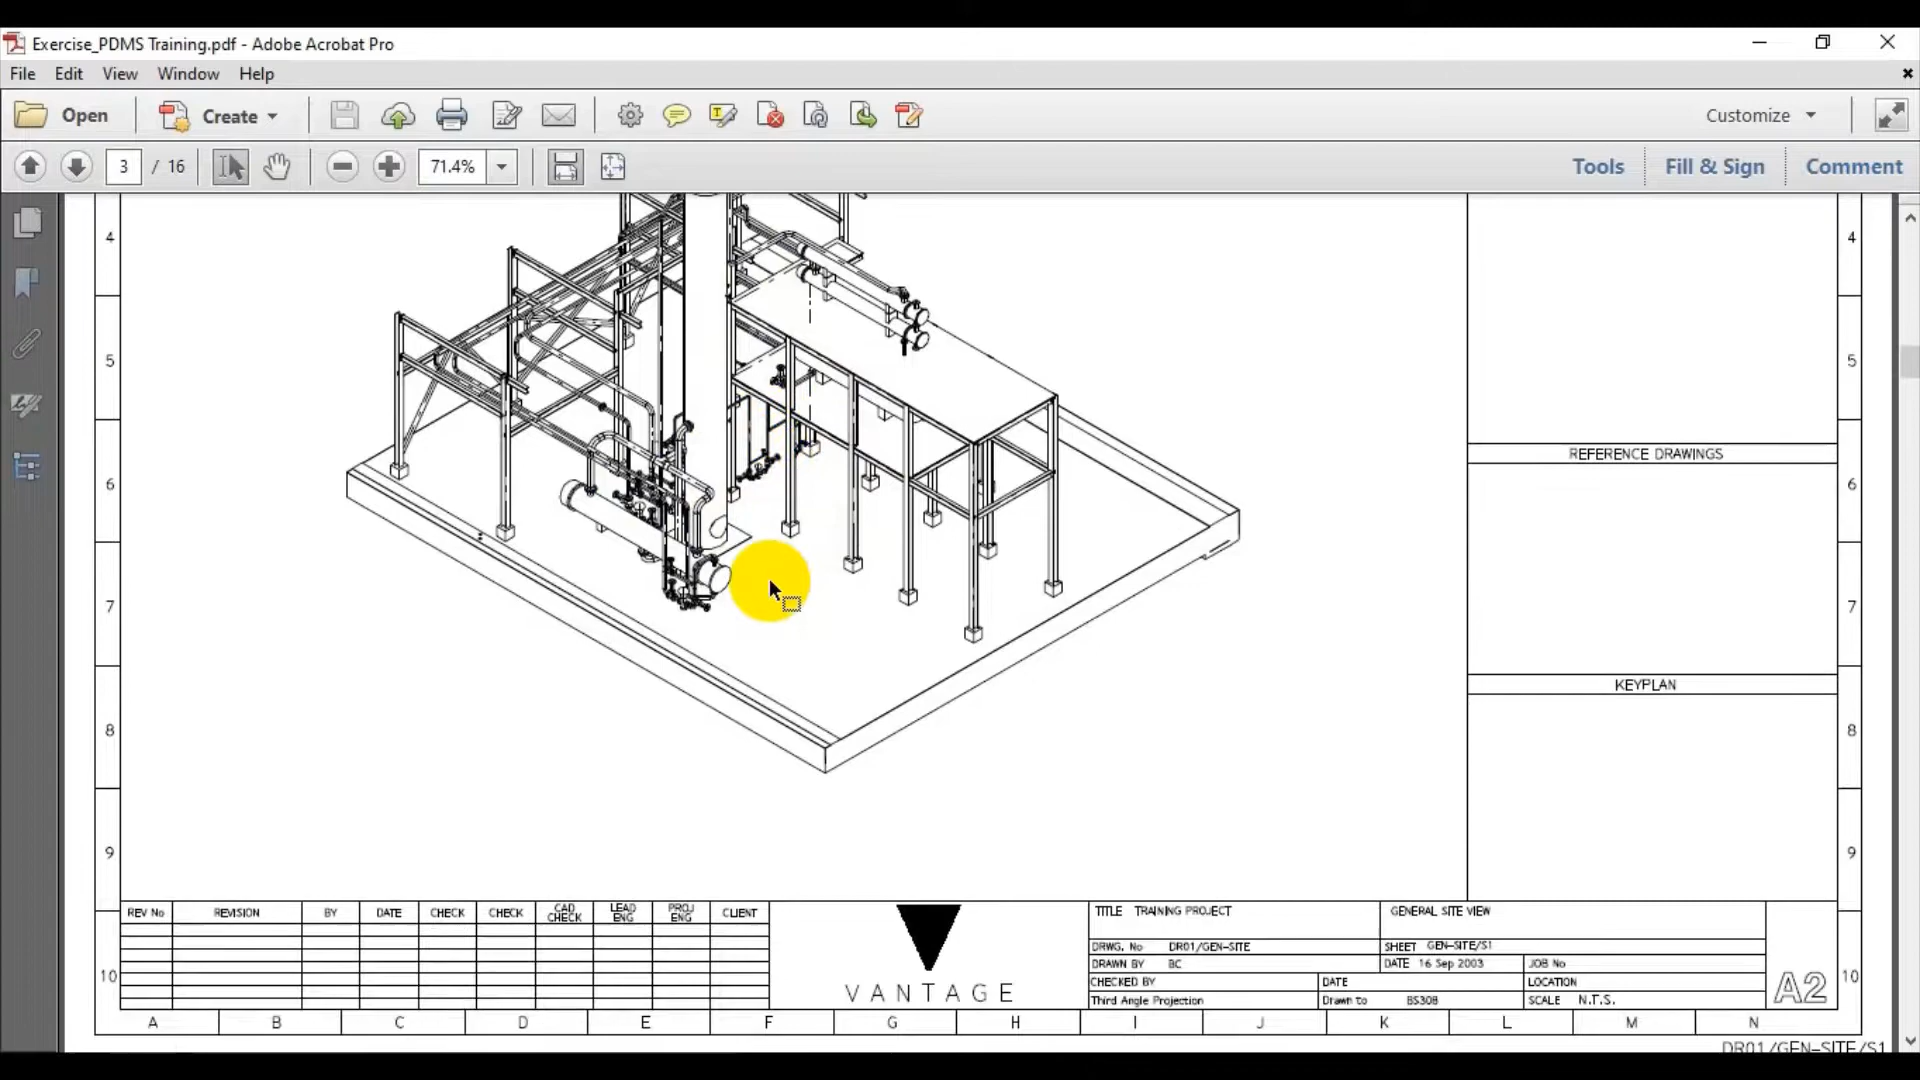 Exercise_PDMS Training.pdf - Adobe Acrobat Pro
File Edit View Window Help
Open Create Customize
3 / 16 71.4% Tools Fill & Sign Comment
4 4
5 5
REFERENCE DRAWINGS
6 6
7 7
KEYPLAN
8 8
9 9
REV No REVISION BY DATE CHECK CHECK CAD CHECK LEAD ENG PROJ ENG CLIENT
TITLE TRAINING PROJECT GENERAL SITE VIEW
DRWG. No DR01/GEN-SITE SHEET GEN-SITE/S1
DRAWN BY BC DATE 16 Sep 2003 JOB No
CHECKED BY DATE LOCATION
Third Angle Projection Drawn to BS308 SCALE N.T.S.
VANTAGE
A2
10 10
A B C D E F G H I J K L M N
DR01/GEN-SITE/S1